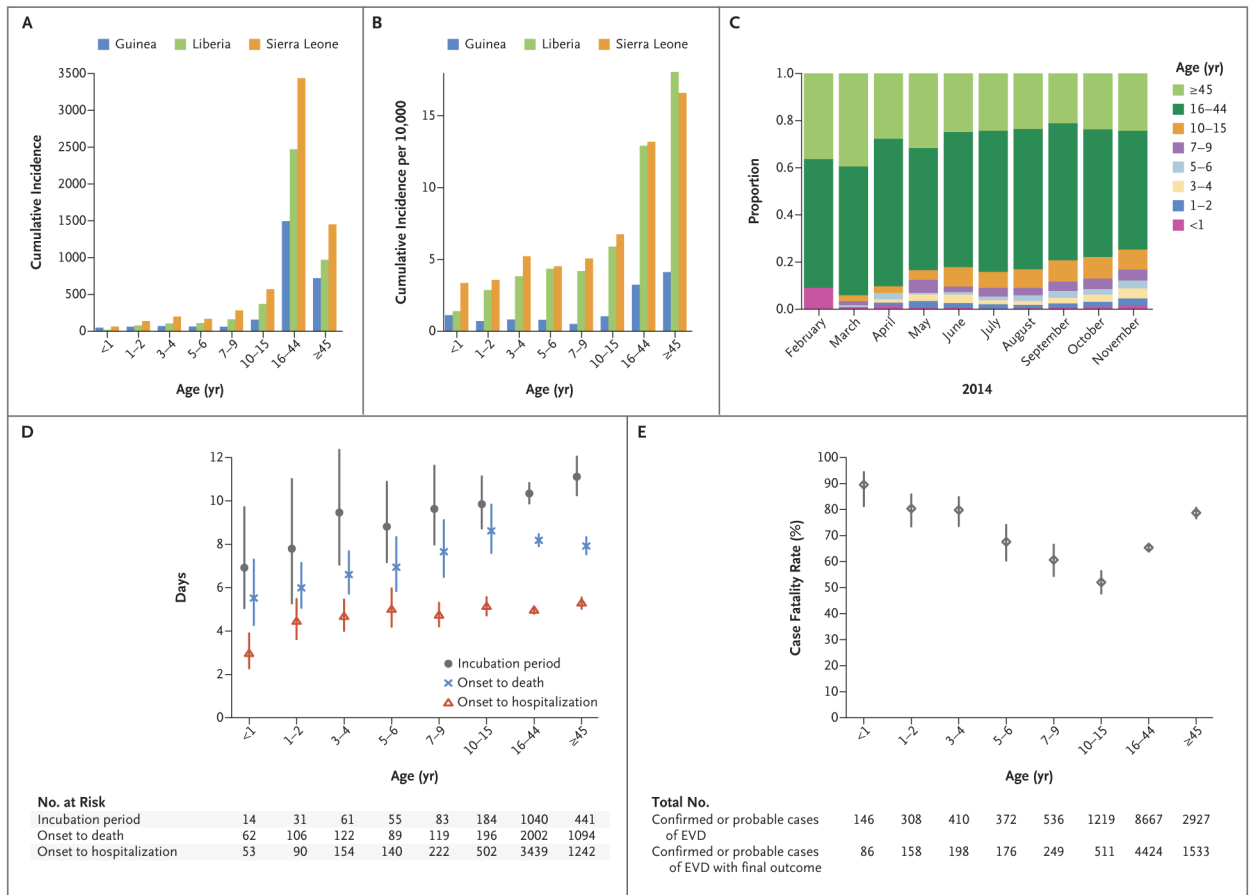 A
Guinea Liberia Sierra Leone
Cumulative Incidence
3500
3000
2500
2000
1500
1000
500
0
<1 1–2 3–4 5–6 7–9 10–15 16–44 ≥45
Age (yr)
B
Guinea Liberia Sierra Leone
Cumulative Incidence per 10,000
15
10
5
0
<1 1–2 3–4 5–6 7–9 10–15 16–44 ≥45
Age (yr)
C
Proportion
1.0
0.8
0.6
0.4
0.2
0.0
February March April May June July August September October November
2014
Age (yr)
≥45
16–44
10–15
7–9
5–6
3–4
1–2
<1
D
Days
12
10
8
6
4
2
0
Incubation period
Onset to death
Onset to hospitalization
<1 1–2 3–4 5–6 7–9 10–15 16–44 ≥45
Age (yr)
No. at Risk
Incubation period 14 31 61 55 83 184 1040 441
Onset to death 62 106 122 89 119 196 2002 1094
Onset to hospitalization 53 90 154 140 222 502 3439 1242
E
Case Fatality Rate (%)
100
90
80
70
60
50
40
30
20
10
0
<1 1–2 3–4 5–6 7–9 10–15 16–44 ≥45
Age (yr)
Total No.
Confirmed or probable cases 146 308 410 372 536 1219 8667 2927
of EVD
Confirmed or probable cases 86 158 198 176 249 511 4424 1533
of EVD with final outcome